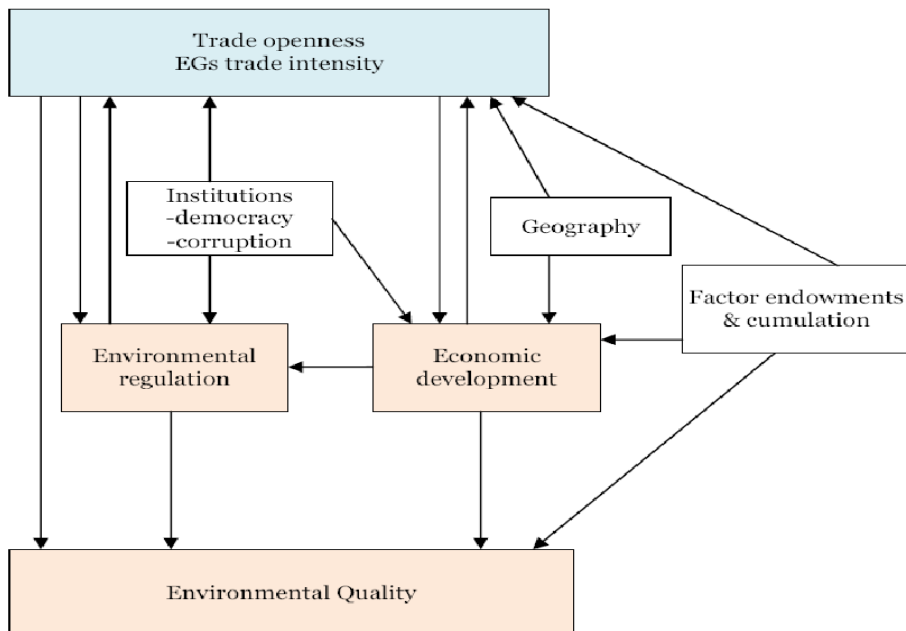 Trade openness
EGs trade intensity
Institutions
-democracy
-corruption
Geography
Factor endowments
& cumulation
Environmental
regulation
Economic
development
Environmental Quality